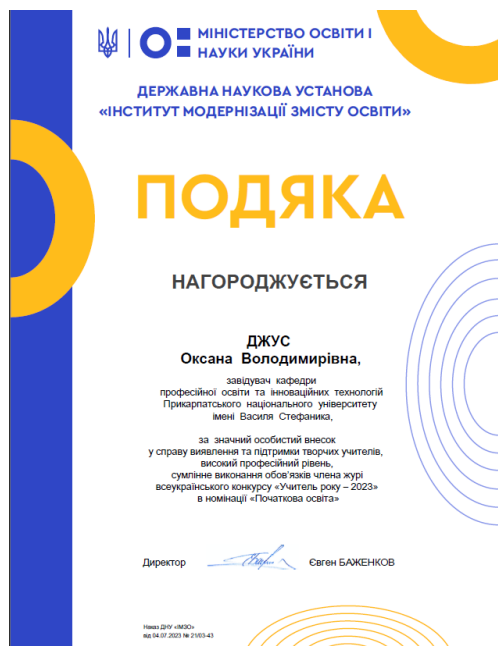 МІНІСТЕРСТВО ОСВІТИ І
НАУКИ УКРАЇНИ
ДЕРЖАВНА НАУКОВА УСТАНОВА
«ІНСТИТУТ МОДЕРНІЗАЦІЇ ЗМІСТУ ОСВІТИ»
ПОДЯКА
НАГОРОДЖУЄТЬСЯ
ДЖУС
Оксана Володимирівна,
завідувач кафедри
професійної освіти та інноваційних технологій
Прикарпатського національного університету
імені Василя Стефаника,
за значний особистий внесок
у справу виявлення та підтримки творчих учителів,
високий професійний рівень,
сумлінне виконання обов'язків члена журі
всеукраїнського конкурсу «Учитель року – 2023»
в номінації «Початкова освіта»
Директор Євген БАЖЕНКОВ
Наказ ДНУ «ІМЗО»
від 04.07.2023 № 21/03-43